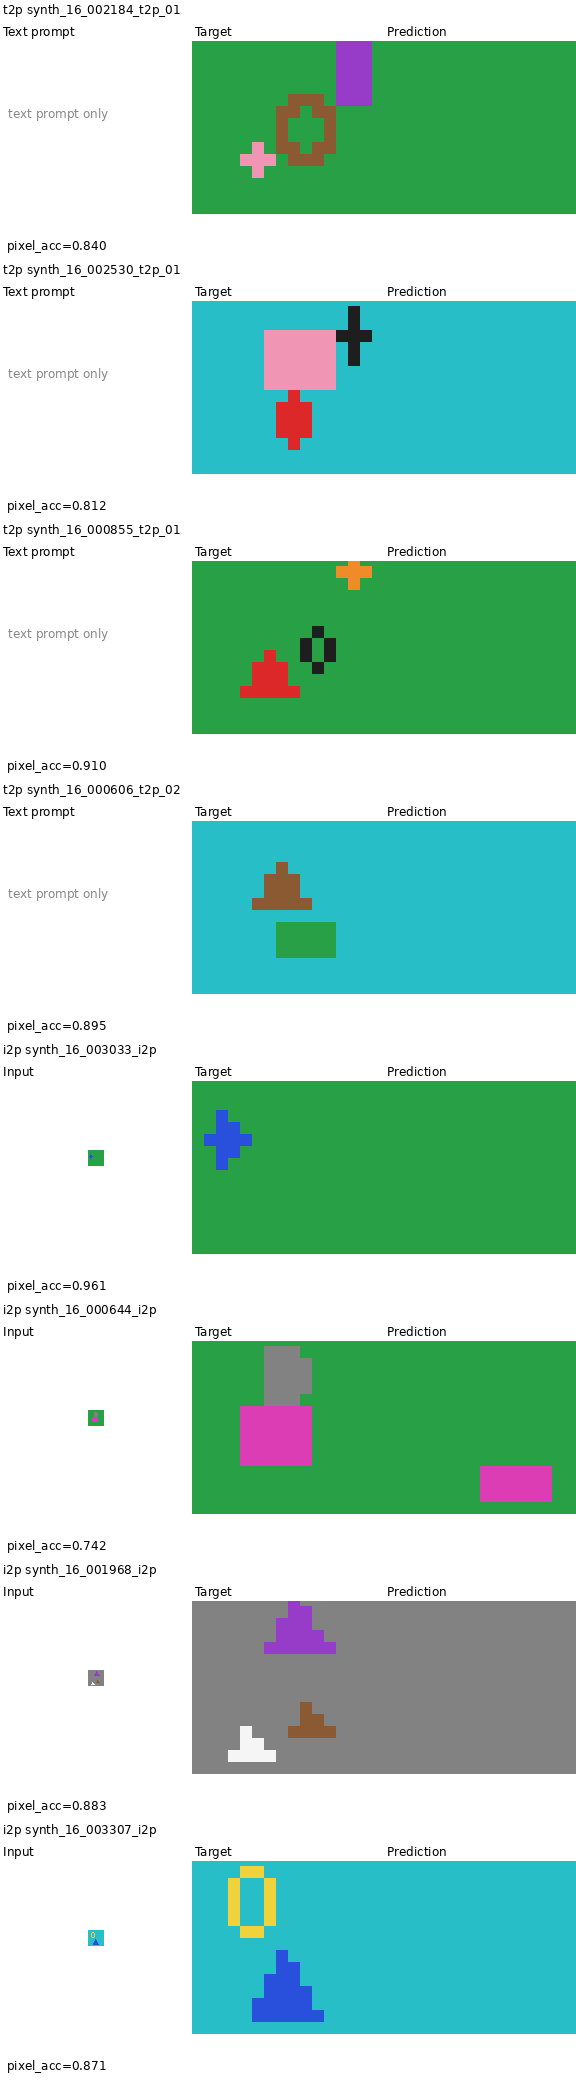 t2p synth_16_002184_t2p_01
Text prompt Target Prediction
text prompt only
pixel_acc=0.840
t2p synth_16_002530_t2p_01
Text prompt Target Prediction
text prompt only
pixel_acc=0.812
t2p synth_16_000855_t2p_01
Text prompt Target Prediction
text prompt only
pixel_acc=0.910
t2p synth_16_000606_t2p_02
Text prompt Target Prediction
text prompt only
pixel_acc=0.895
i2p synth_16_003033_i2p
Input Target Prediction
pixel_acc=0.961
i2p synth_16_000644_i2p
Input Target Prediction
pixel_acc=0.742
i2p synth_16_001968_i2p
Input Target Prediction
pixel_acc=0.883
i2p synth_16_003307_i2p
Input Target Prediction
pixel_acc=0.871